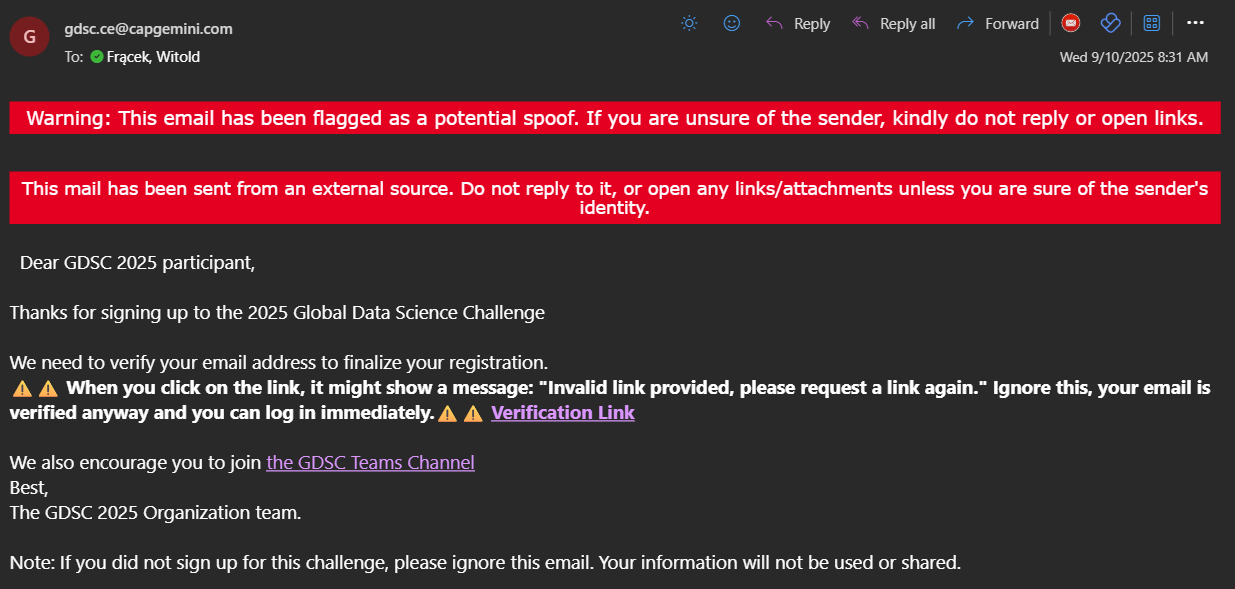 G
gdsc.ce@capgemini.com
Reply
Reply all
Forward
To: Frącek, Witold
Wed 9/10/2025 8:31 AM
Warning: This email has been flagged as a potential spoof. If you are unsure of the sender, kindly do not reply or open links.
This mail has been sent from an external source. Do not reply to it, or open any links/attachments unless you are sure of the sender's
identity.
Dear GDSC 2025 participant,
Thanks for signing up to the 2025 Global Data Science Challenge
We need to verify your email address to finalize your registration.
⚠️⚠️ When you click on the link, it might show a message: "Invalid link provided, please request a link again." Ignore this, your email is
verified anyway and you can log in immediately.⚠️⚠️ Verification Link
We also encourage you to join the GDSC Teams Channel
Best,
The GDSC 2025 Organization team.
Note: If you did not sign up for this challenge, please ignore this email. Your information will not be used or shared.